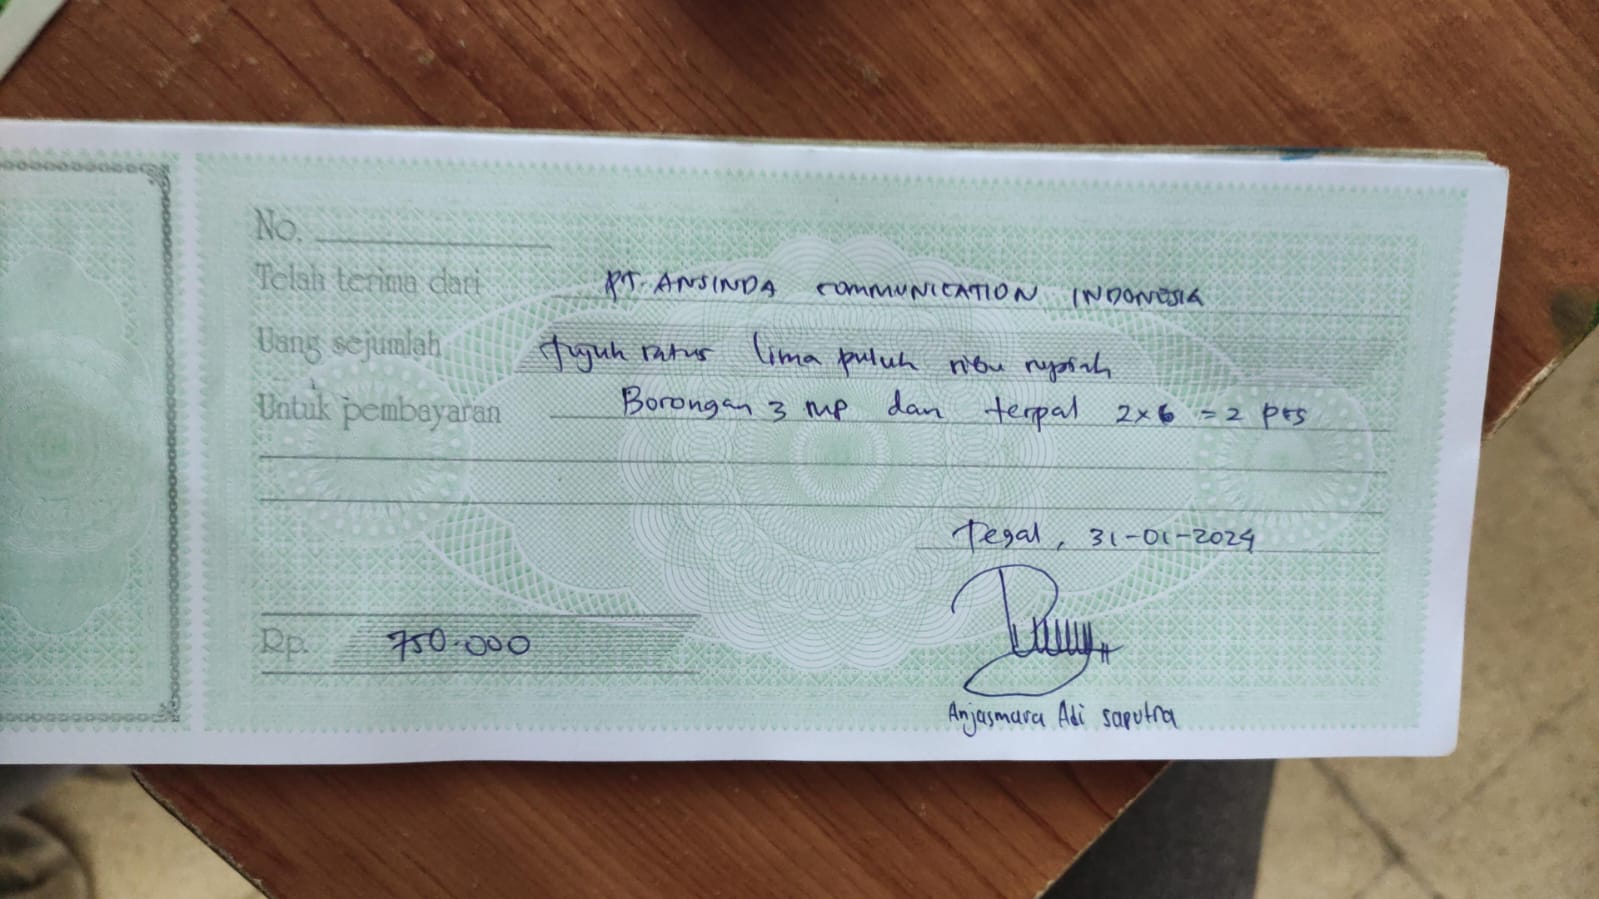 No.
Telah terima dari PT. ANSINDA COMMUNICATION INDONESIA
Uang sejumlah tujuh ratus lima puluh ribu rupiah
Untuk pembayaran Borongan 3 MP dan terpal 2x6 = 2 pcs
Tegal, 31-01-2024
Rp. 750.000
Anjasmara Adi saputra